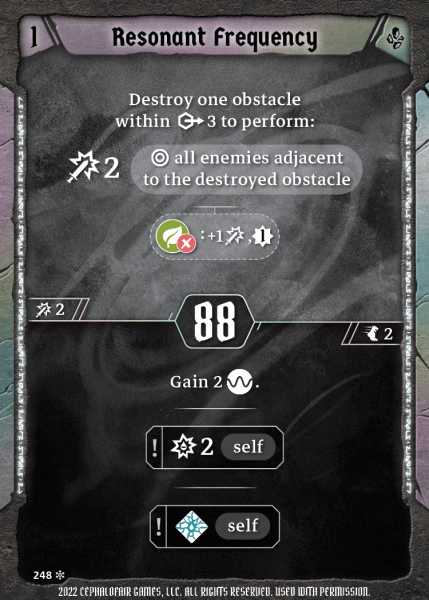 1
Resonant Frequency
Destroy one obstacle
within 3 to perform:
2
all enemies adjacent
to the destroyed obstacle
: +1 , 1
2
88
2
Gain 2 .
! 2 self
! self
248
2022 CEPHALOFAIR GAMES, LLC. ALL RIGHTS RESERVED. USED WITH PERMISSION.